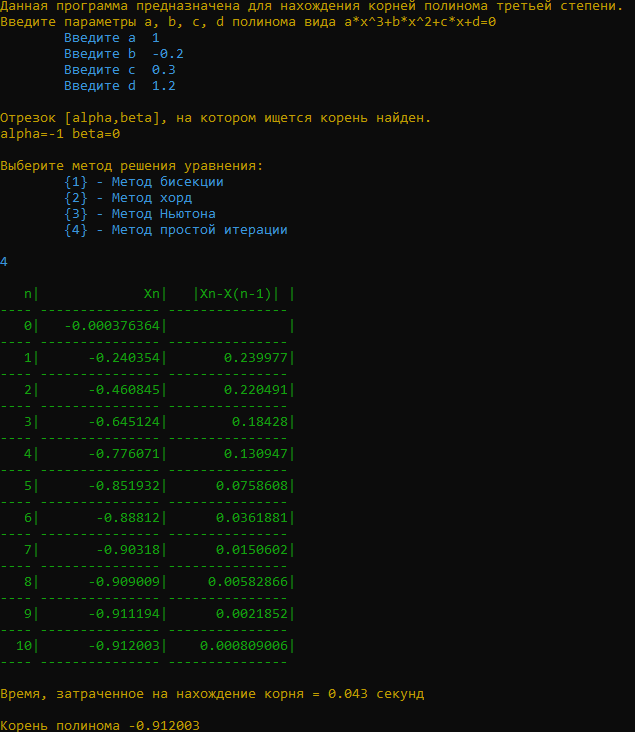 Данная программа предназначена для нахождения корней полинома третьей степени.
Введите параметры a, b, c, d полинома вида a*x^3+b*x^2+c*x+d=0
Введите a  1
Введите b  -0.2
Введите c  0.3
Введите d  1.2
Отрезок [alpha,beta], на котором ищется корень найден.
alpha=-1 beta=0
Выберите метод решения уравнения:
{1} - Метод бисекции
{2} - Метод хорд
{3} - Метод Ньютона
{4} - Метод простой итерации
4
n|             Xn|   |Xn-X(n-1)| |
---- --------------- ---------------
0|   -0.000376364|               |
---- --------------- ---------------
1|      -0.240354|       0.239977|
---- --------------- ---------------
2|      -0.460845|       0.220491|
---- --------------- ---------------
3|      -0.645124|        0.18428|
---- --------------- ---------------
4|      -0.776071|       0.130947|
---- --------------- ---------------
5|      -0.851932|      0.0758608|
---- --------------- ---------------
6|       -0.88812|      0.0361881|
---- --------------- ---------------
7|       -0.90318|      0.0150602|
---- --------------- ---------------
8|      -0.909009|     0.00582866|
---- --------------- ---------------
9|      -0.911194|      0.0021852|
---- --------------- ---------------
10|      -0.912003|    0.000809006|
---- --------------- ---------------
Время, затраченное на нахождение корня = 0.043 секунд
Корень полинома -0.912003